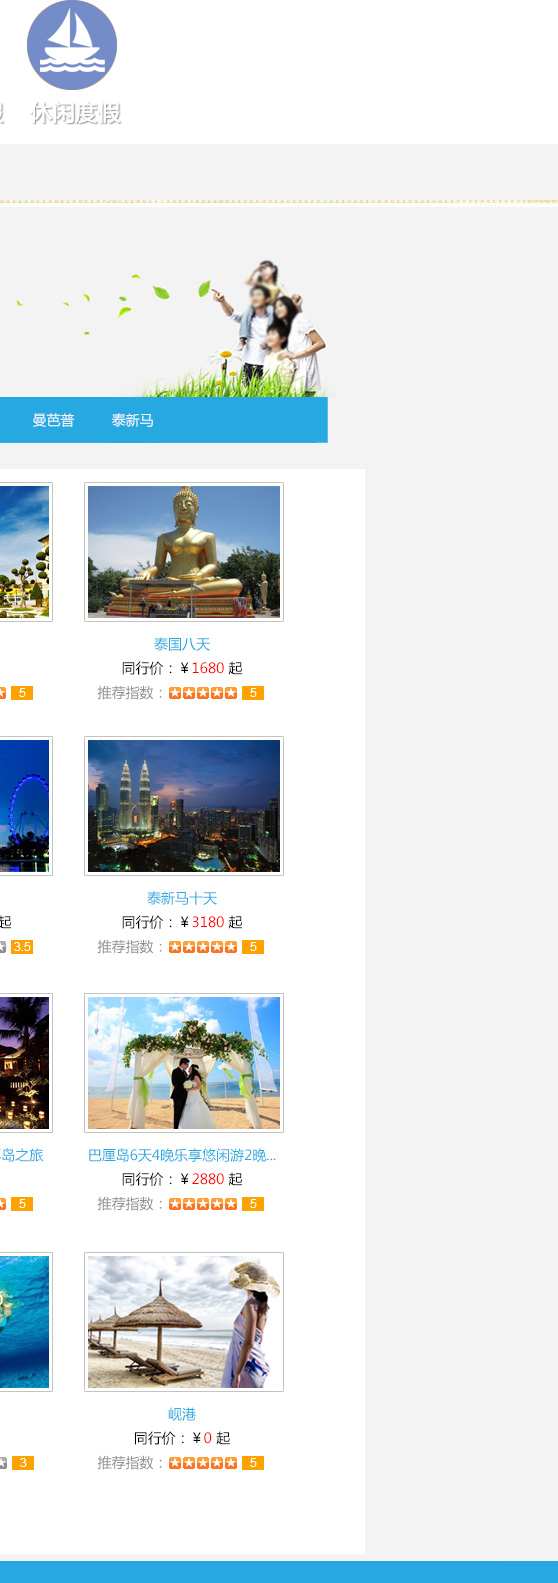 假 休闲度假
曼芭普 泰新马
泰国八天
同行价：¥1680 起
5 推荐指数： 5
泰新马十天
起 同行价：¥3180 起
3.5 推荐指数： 5
岛之旅 巴厘岛6天4晚乐享悠闲游2晚...
同行价：¥2880 起
5 推荐指数： 5
岘港
同行价：¥0 起
3 推荐指数： 5